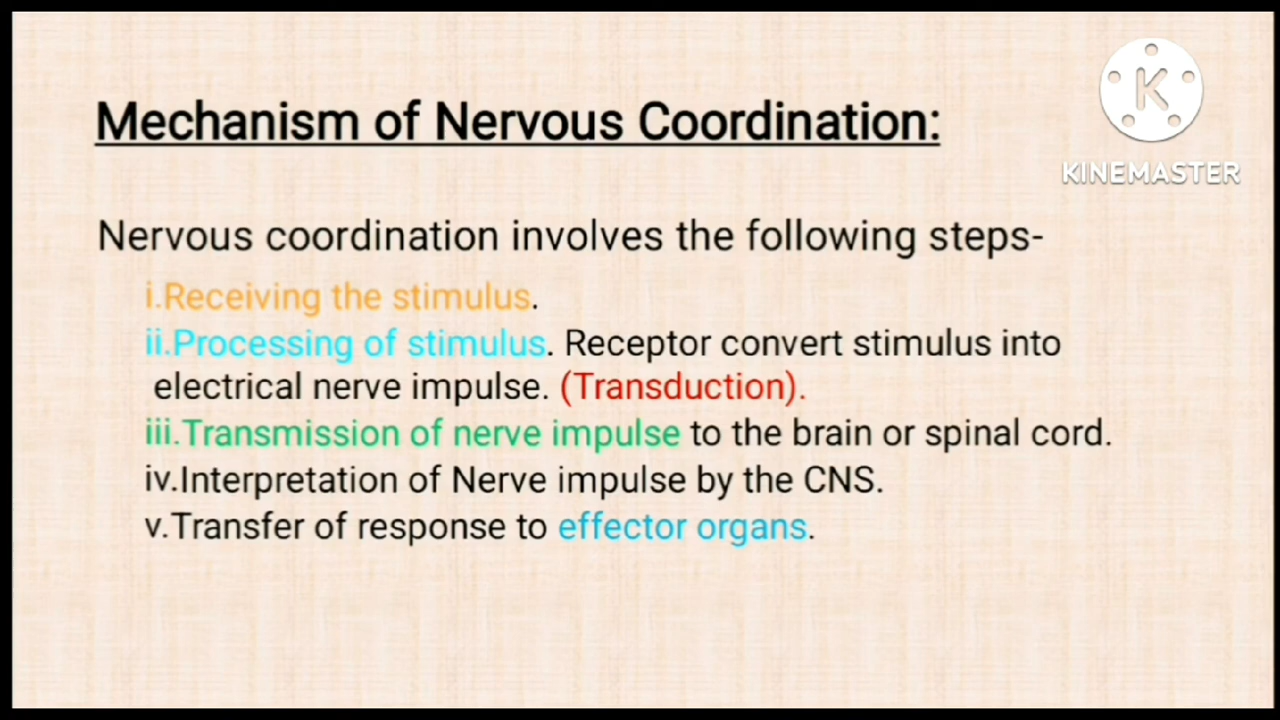 Mechanism of Nervous Coordination:
K
KINEMASTER
Nervous coordination involves the following steps-
i.Receiving the stimulus.
ii.Processing of stimulus. Receptor convert stimulus into
electrical nerve impulse. (Transduction).
iii.Transmission of nerve impulse to the brain or spinal cord.
iv.Interpretation of Nerve impulse by the CNS.
v.Transfer of response to effector organs.